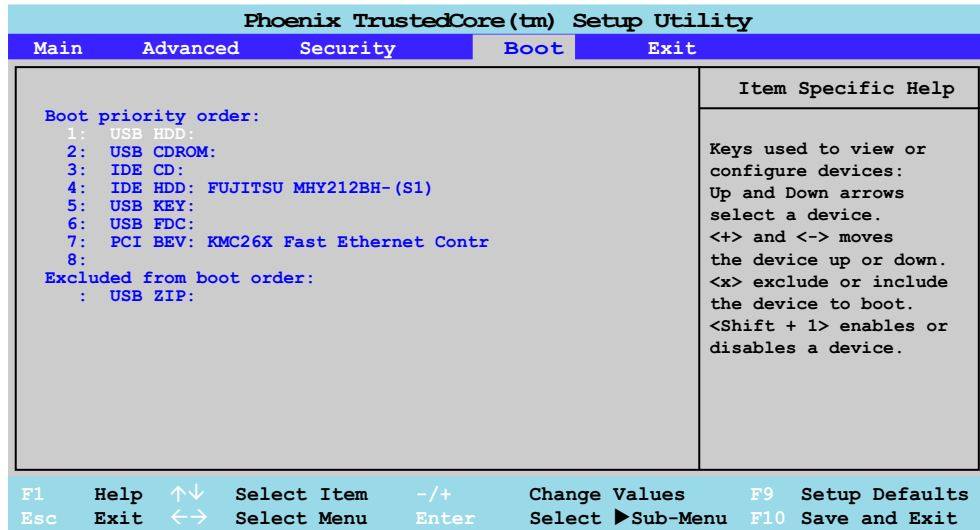 Phoenix TrustedCore(tm) Setup Utility
Main Advanced Security Boot Exit
Boot priority order:
1: USB HDD:
2: USB CDROM:
3: IDE CD:
4: IDE HDD: FUJITSU MHY212BH-(S1)
5: USB KEY:
6: USB FDC:
7: PCI BEV: KMC26X Fast Ethernet Contr
8:
Excluded from boot order:
: USB ZIP:
Item Specific Help
Keys used to view or
configure devices:
Up and Down arrows
select a device.
<+> and <-> moves
the device up or down.
<x> exclude or include
the device to boot.
<Shift + 1> enables or
disables a device.
F1 Help ↑↓ Select Item -/+ Change Values F9 Setup Defaults
Esc Exit ←→ Select Menu Enter Select ▶Sub-Menu F10 Save and Exit